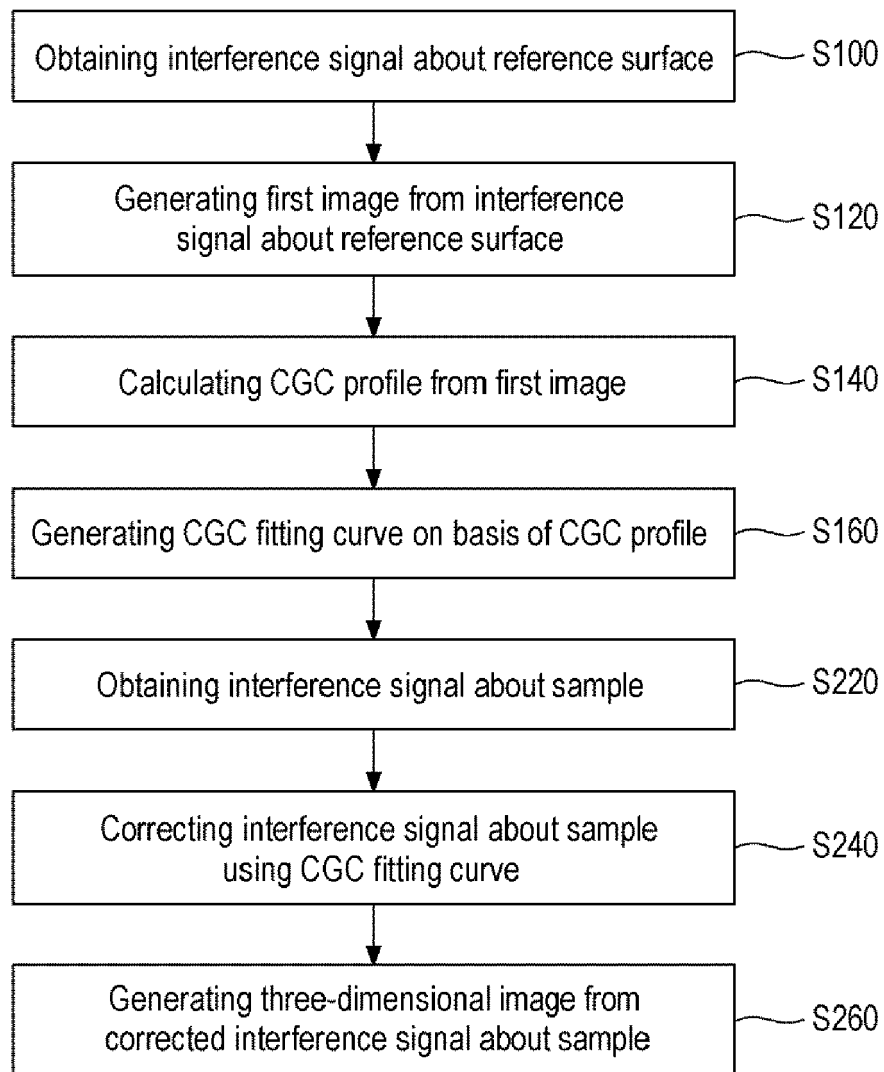 Obtaining interference signal about reference surface
S100
Generating first image from interference
signal about reference surface
S120
Calculating CGC profile from first image
S140
Generating CGC fitting curve on basis of CGC profile
S160
Obtaining interference signal about sample
S220
Correcting interference signal about sample
using CGC fitting curve
S240
Generating three-dimensional image from
corrected interference signal about sample
S260